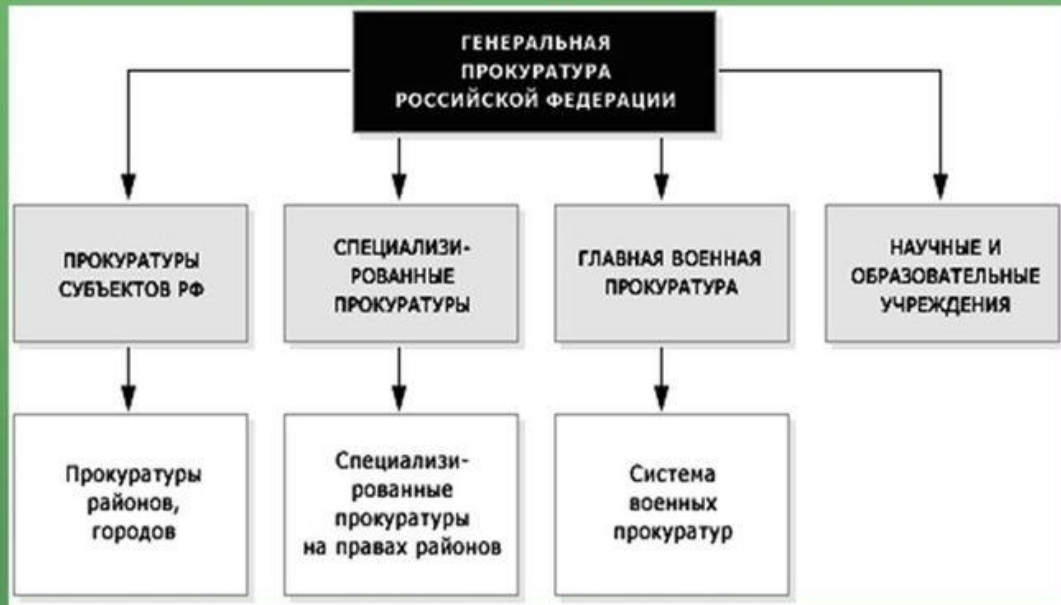 ГЕНЕРАЛЬНАЯ
ПРОКУРАТУРА
РОССИЙСКОЙ ФЕДЕРАЦИИ
ПРОКУРАТУРЫ
СУБЪЕКТОВ РФ
СПЕЦИАЛИЗИ-
РОВАННЫЕ
ПРОКУРАТУРЫ
ГЛАВНАЯ ВОЕННАЯ
ПРОКУРАТУРА
НАУЧНЫЕ И
ОБРАЗОВАТЕЛЬНЫЕ
УЧРЕЖДЕНИЯ
Прокуратуры
районов,
городов
Специализи-
рованные
прокуратуры
на правах районов
Система
военных
прокуратур